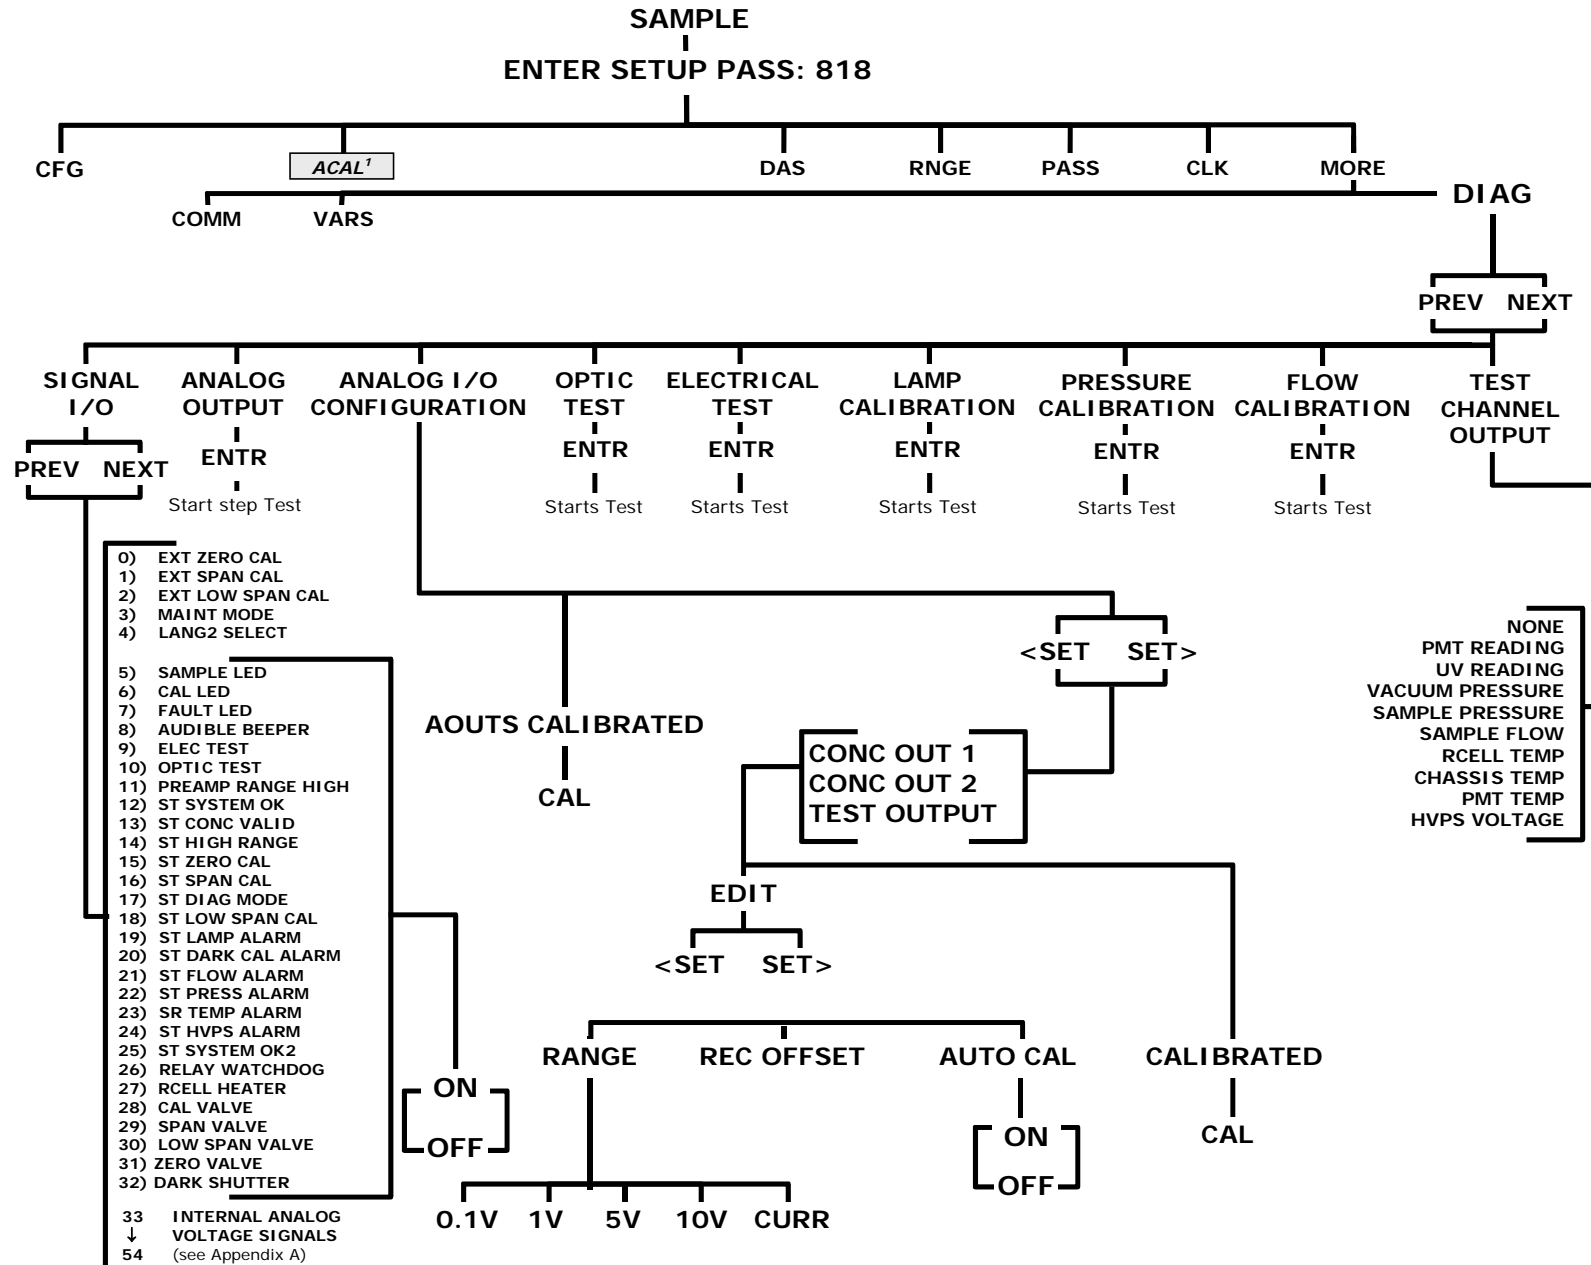 SAMPLE
ENTER SETUP PASS: 818
CFG
ACAL¹
DAS
RNGE
PASS
CLK
MORE
COMM
VARS
DIAG
PREV NEXT
SIGNAL I/O
ANALOG OUTPUT
ANALOG I/O CONFIGURATION
OPTIC TEST
ELECTRICAL TEST
LAMP CALIBRATION
PRESSURE CALIBRATION
FLOW CALIBRATION
TEST CHANNEL OUTPUT
PREV NEXT
ENTR
ENTR
ENTR
ENTR
ENTR
ENTR
Start step Test
Starts Test
Starts Test
Starts Test
Starts Test
Starts Test
0) EXT ZERO CAL
1) EXT SPAN CAL
2) EXT LOW SPAN CAL
3) MAINT MODE
4) LANG2 SELECT
5) SAMPLE LED
6) CAL LED
7) FAULT LED
8) AUDIBLE BEEPER
9) ELEC TEST
10) OPTIC TEST
11) PREAMP RANGE HIGH
12) ST SYSTEM OK
13) ST CONC VALID
14) ST HIGH RANGE
15) ST ZERO CAL
16) ST SPAN CAL
17) ST DIAG MODE
18) ST LOW SPAN CAL
19) ST LAMP ALARM
20) ST DARK CAL ALARM
21) ST FLOW ALARM
22) ST PRESS ALARM
23) SR TEMP ALARM
24) ST HVPS ALARM
25) ST SYSTEM OK2
26) RELAY WATCHDOG
27) RCELL HEATER
28) CAL VALVE
29) SPAN VALVE
30) LOW SPAN VALVE
31) ZERO VALVE
32) DARK SHUTTER
33 INTERNAL ANALOG
↓ VOLTAGE SIGNALS
54 (see Appendix A)
ON
OFF
AOUTS CALIBRATED
CAL
<SET SET>
CONC OUT 1
CONC OUT 2
TEST OUTPUT
EDIT
<SET SET>
RANGE
REC OFFSET
AUTO CAL
CALIBRATED
ON
OFF
CAL
0.1V 1V 5V 10V CURR
NONE
PMT READING
UV READING
VACUUM PRESSURE
SAMPLE PRESSURE
SAMPLE FLOW
RCELL TEMP
CHASSIS TEMP
PMT TEMP
HVPS VOLTAGE